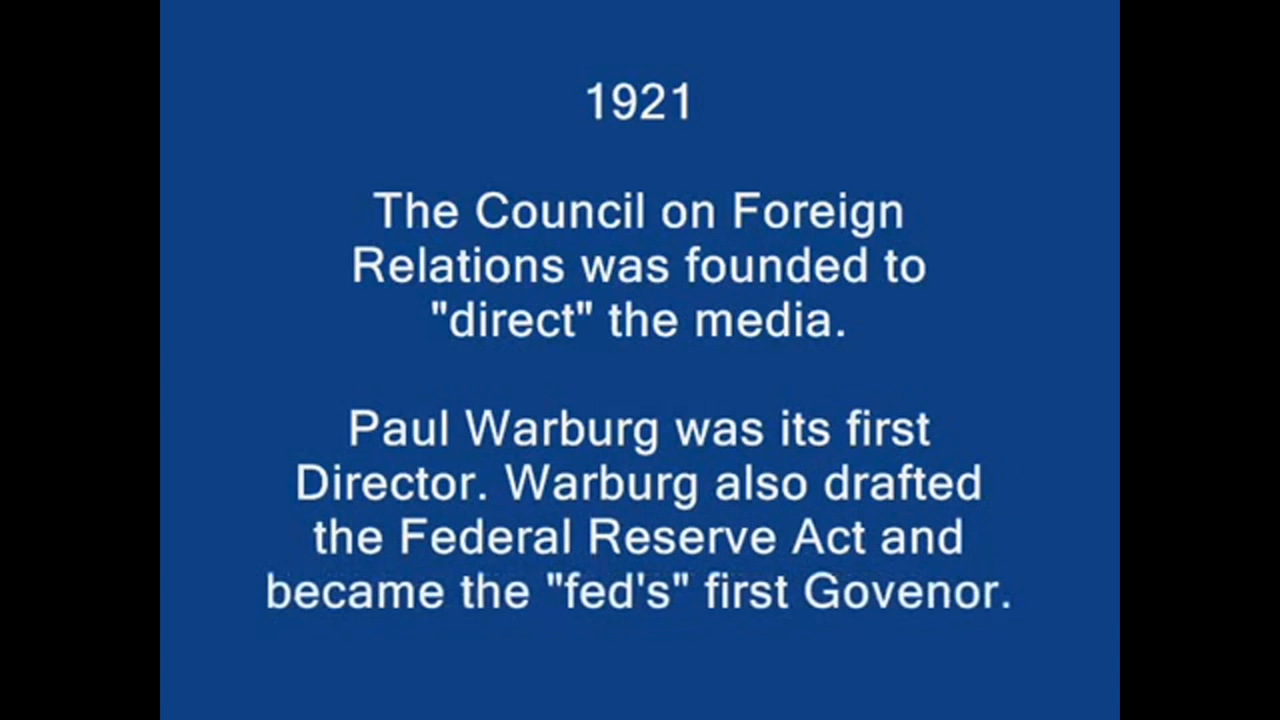 1921
The Council on Foreign
Relations was founded to
"direct" the media.
Paul Warburg was its first
Director. Warburg also drafted
the Federal Reserve Act and
became the "fed's" first Govenor.